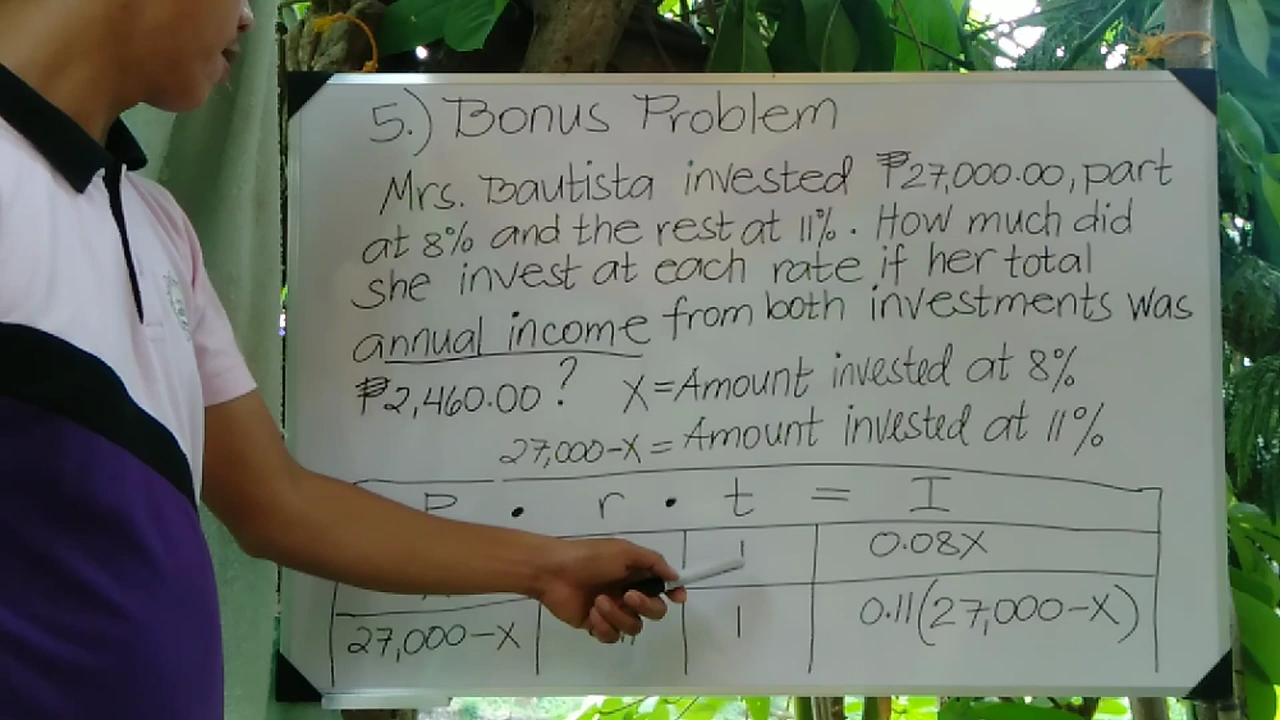 5.) Bonus Problem
Mrs. Bautista invested ₱27,000.00, part
at 8% and the rest at 11%. How much did
she invest at each rate if her total
annual income from both investments was
₱2,460.00? X=Amount invested at 8%
27,000-X = Amount invested at 11%
P • r • t = I
1 0.08X
27,000-X 1 0.11(27,000-X)